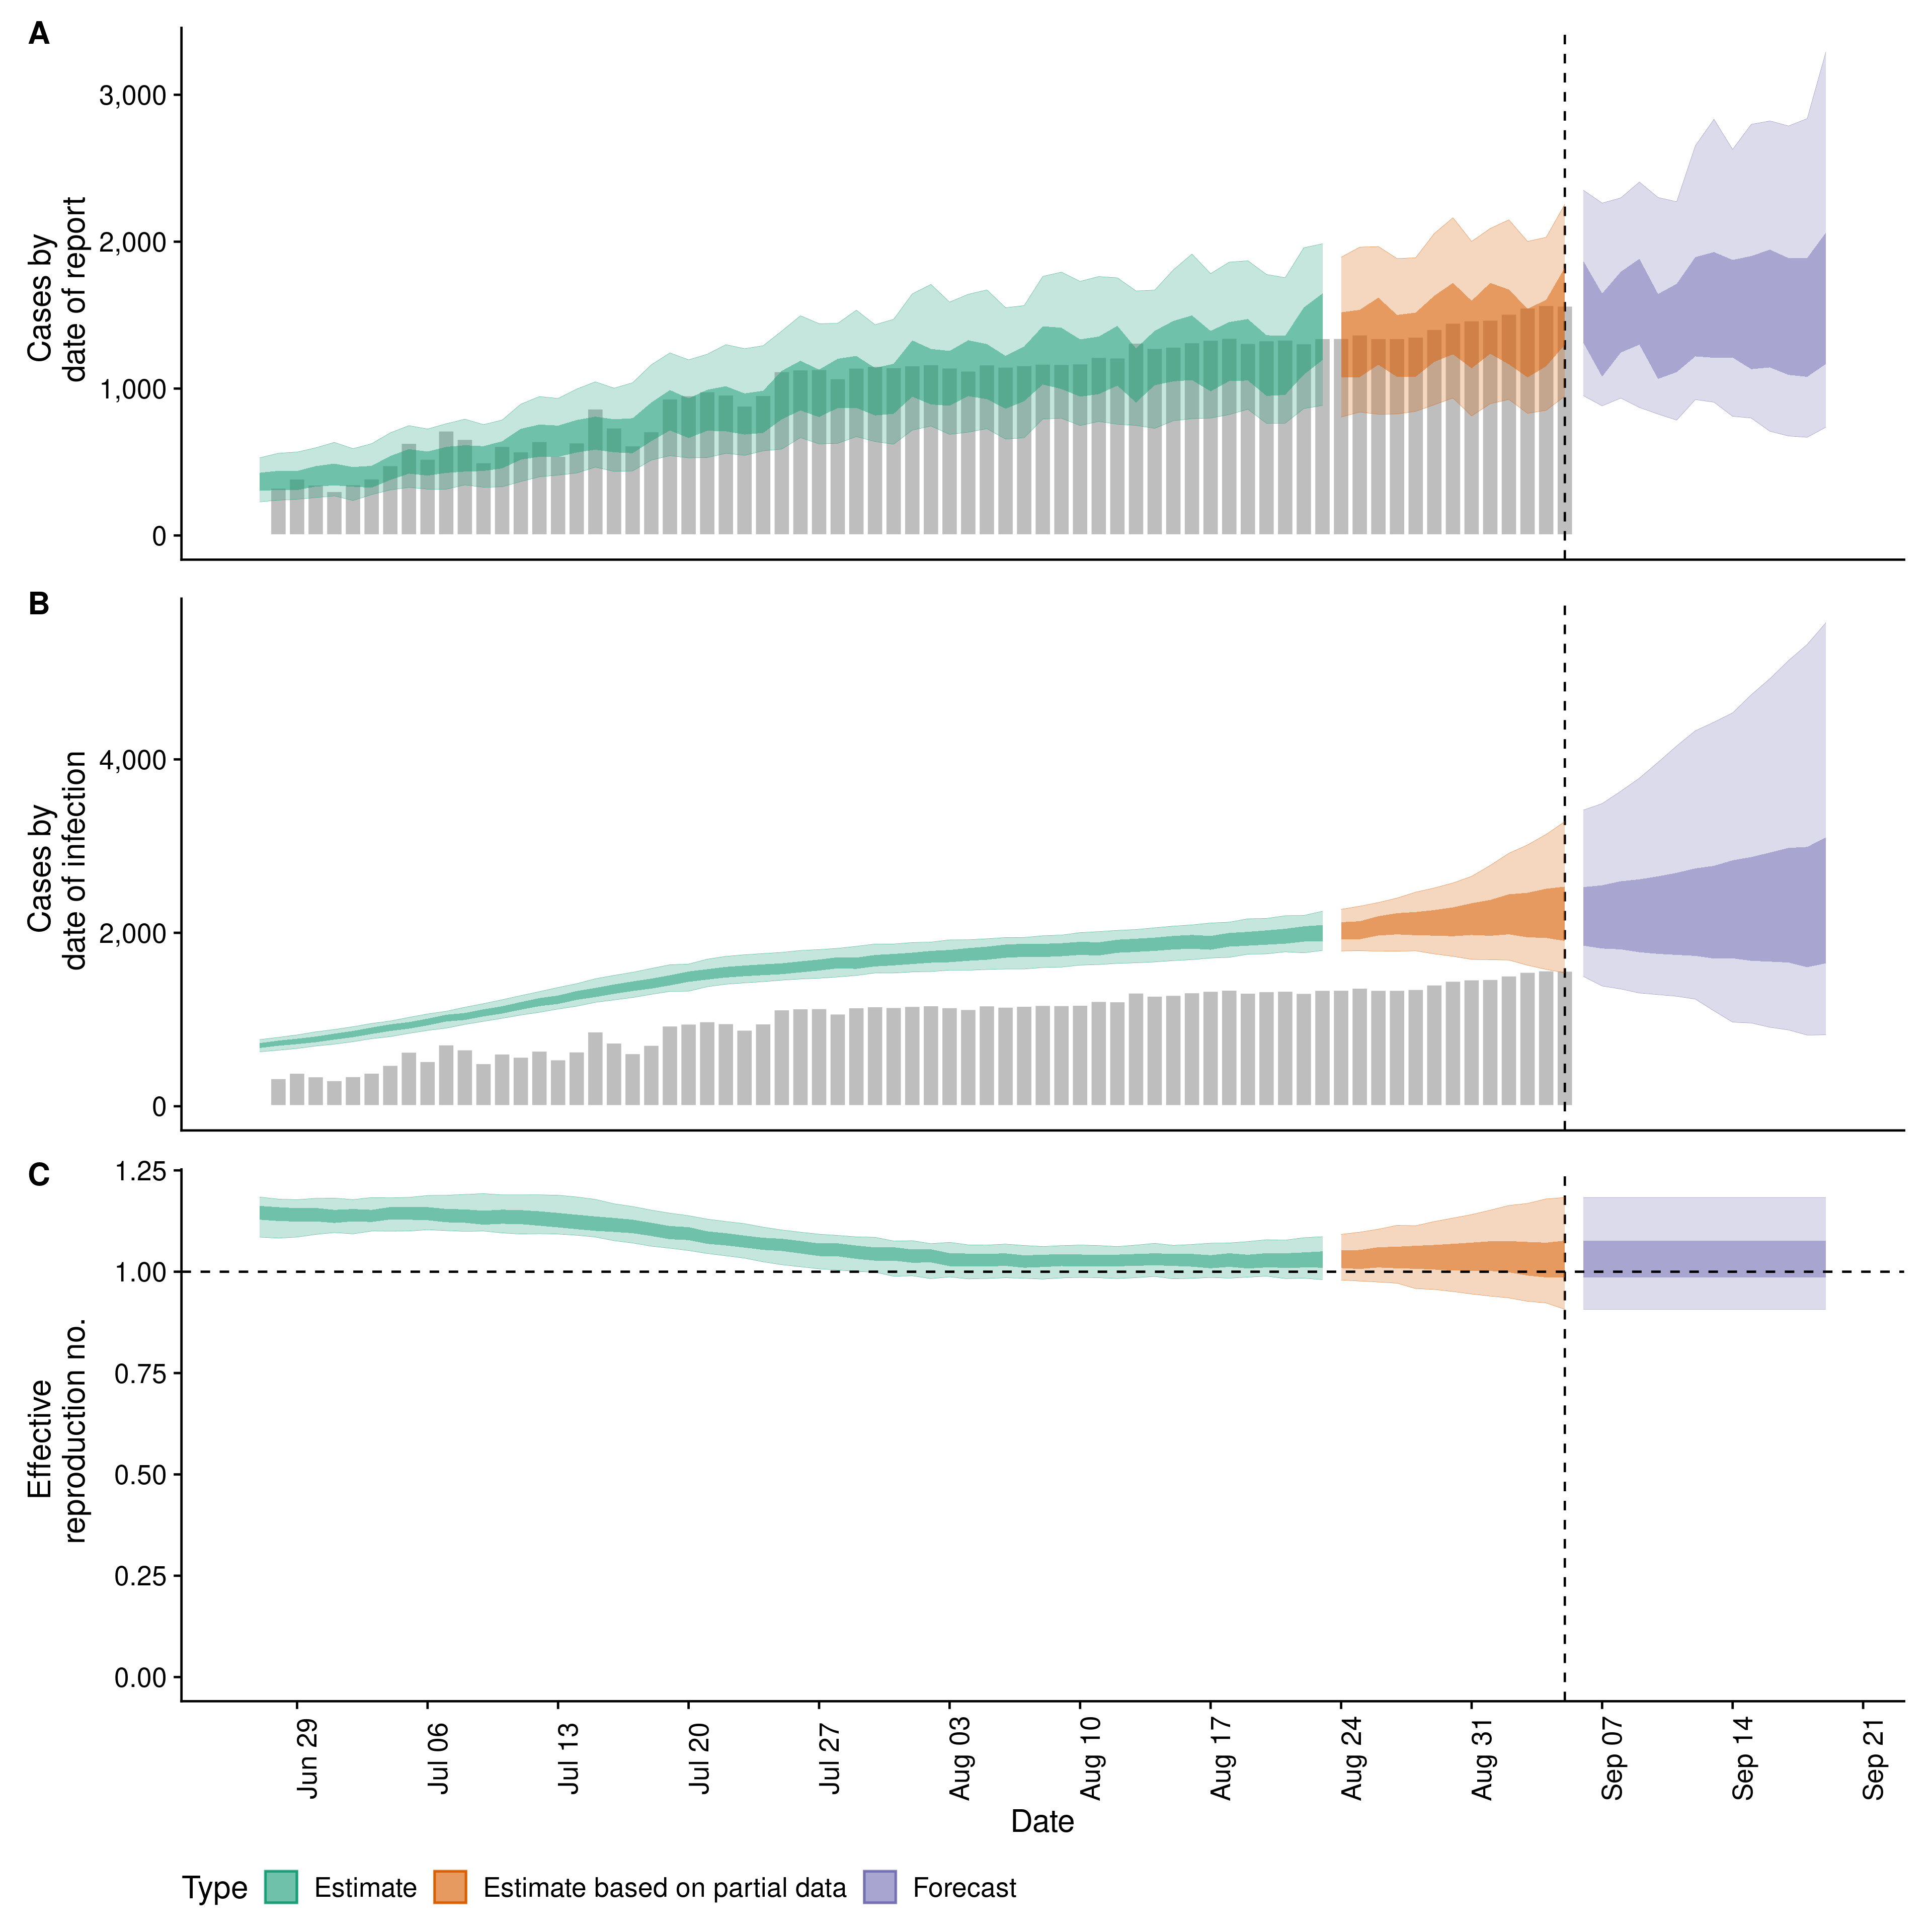 A
Cases by
date of report
3,000
2,000
1,000
0
B
Cases by
date of infection
4,000
2,000
0
C
Effective
reproduction no.
1.25
1.00
0.75
0.50
0.25
0.00
Jun 29
Jul 06
Jul 13
Jul 20
Jul 27
Aug 03
Aug 10
Aug 17
Aug 24
Aug 31
Sep 07
Sep 14
Sep 21
Date
Type Estimate Estimate based on partial data Forecast